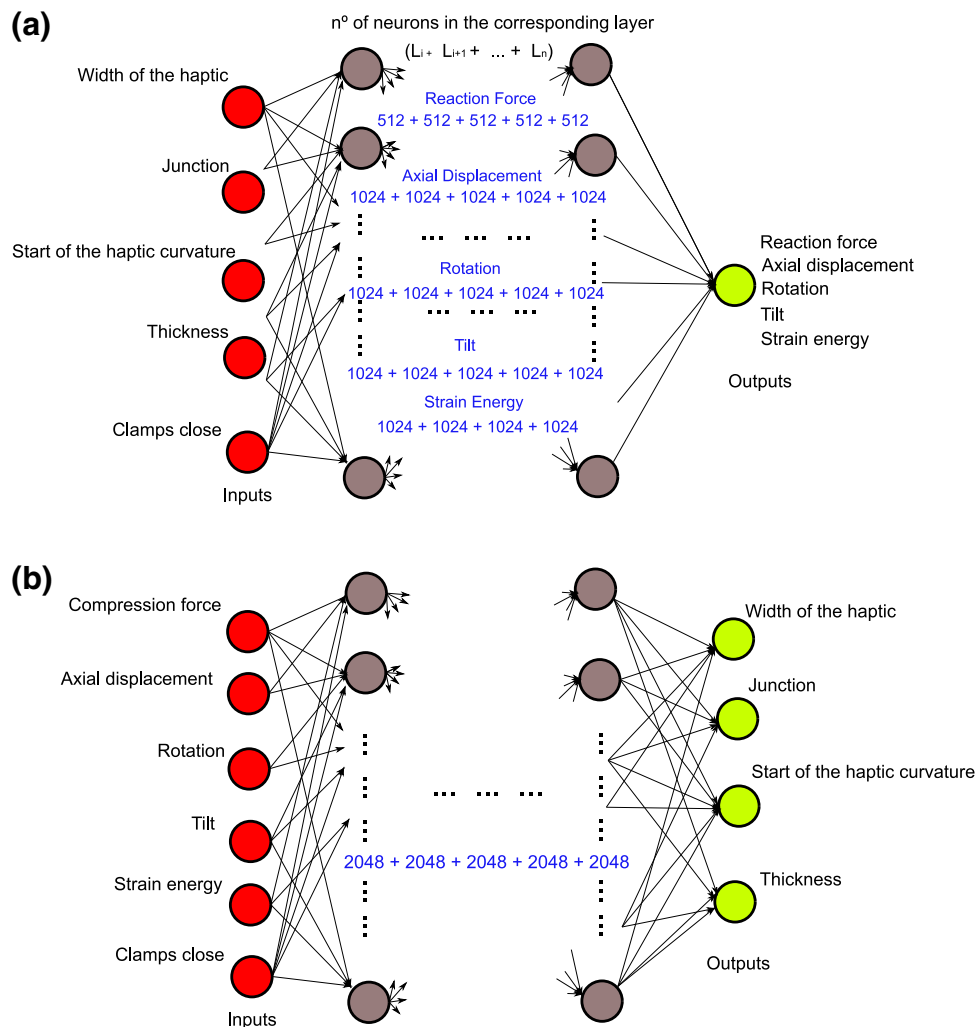 (a)
nº of neurons in the corresponding layer
(L i + L i+1 + ... + L n)
Width of the haptic
Reaction Force
512 + 512 + 512 + 512 + 512
Junction
Axial Displacement
1024 + 1024 + 1024 + 1024 + 1024
Start of the haptic curvature
Reaction force
Axial displacement
Rotation
Tilt
Strain energy
Rotation
1024 + 1024 + 1024 + 1024 + 1024
Thickness
Tilt
1024 + 1024 + 1024 + 1024 + 1024
Outputs
Strain Energy
1024 + 1024 + 1024 + 1024
Clamps close
Inputs
(b)
Compression force
Width of the haptic
Axial displacement
Junction
Rotation
Start of the haptic curvature
Tilt
2048 + 2048 + 2048 + 2048 + 2048
Strain energy
Thickness
Clamps close
Outputs
Inputs